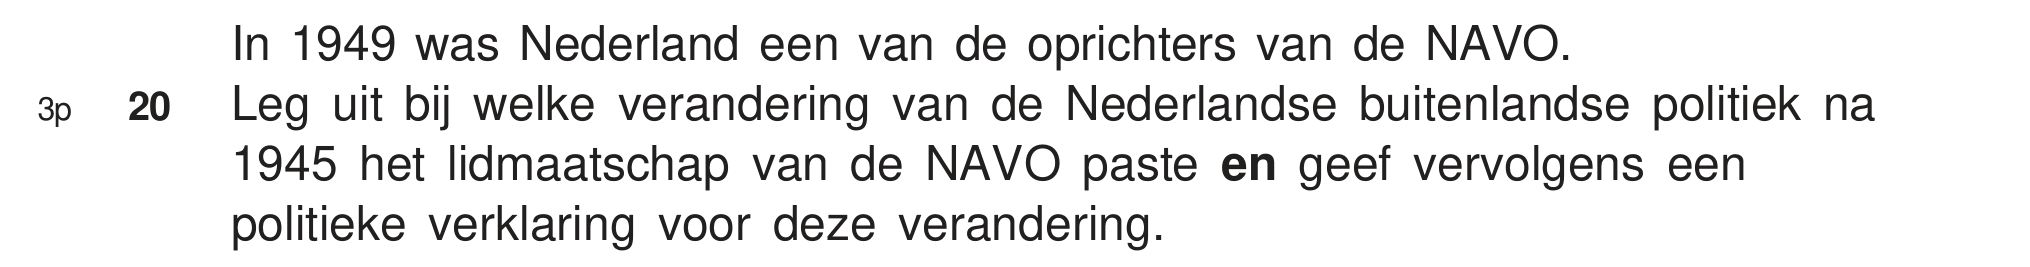 In 1949 was Nederland een van de oprichters van de NAVO.
3p 20 Leg uit bij welke verandering van de Nederlandse buitenlandse politiek na
1945 het lidmaatschap van de NAVO paste en geef vervolgens een
politieke verklaring voor deze verandering.